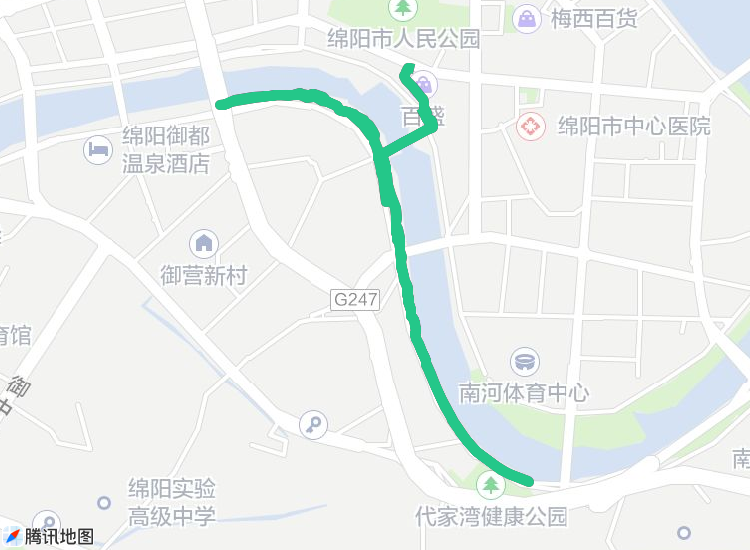 绵阳市人民公园
梅西百货
百盛
绵阳市中心医院
绵阳御都
温泉酒店
御营新村
G247
育馆
御
中
南河体育中心
南
绵阳实验
高级中学
代家湾健康公园
腾讯地图